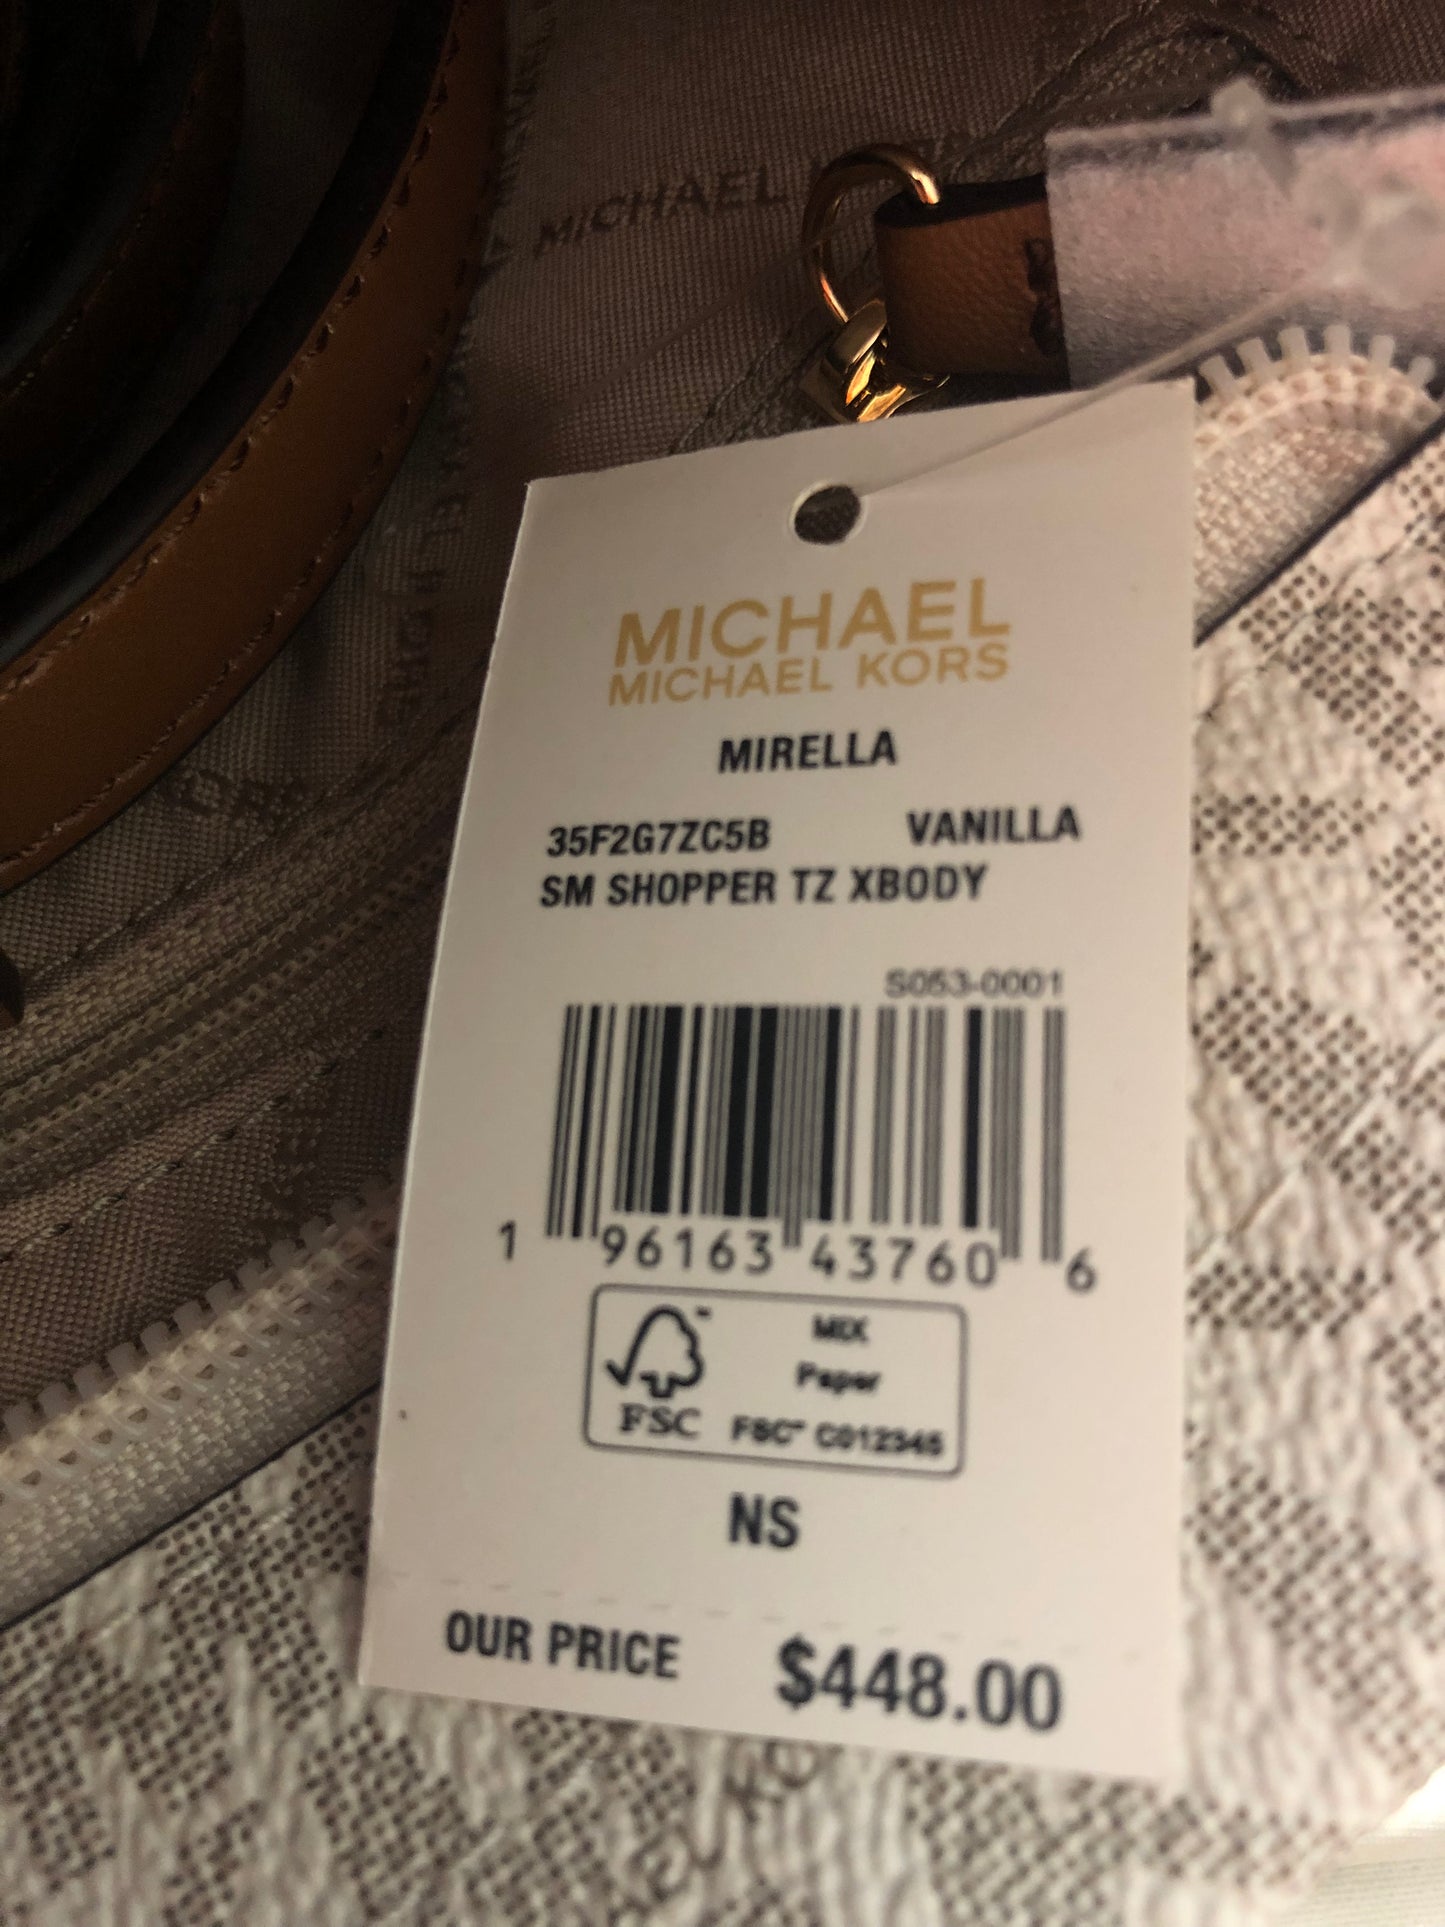 MICHAEL
MICHAEL
MICHAEL KORS
MIRELLA
35F2G7ZC5B VANILLA
SM SHOPPER TZ XBODY
S053-0001
1 96163 43760 6
FSC
MIX
Paper
FSC™ C012345
NS
OUR PRICE $448.00